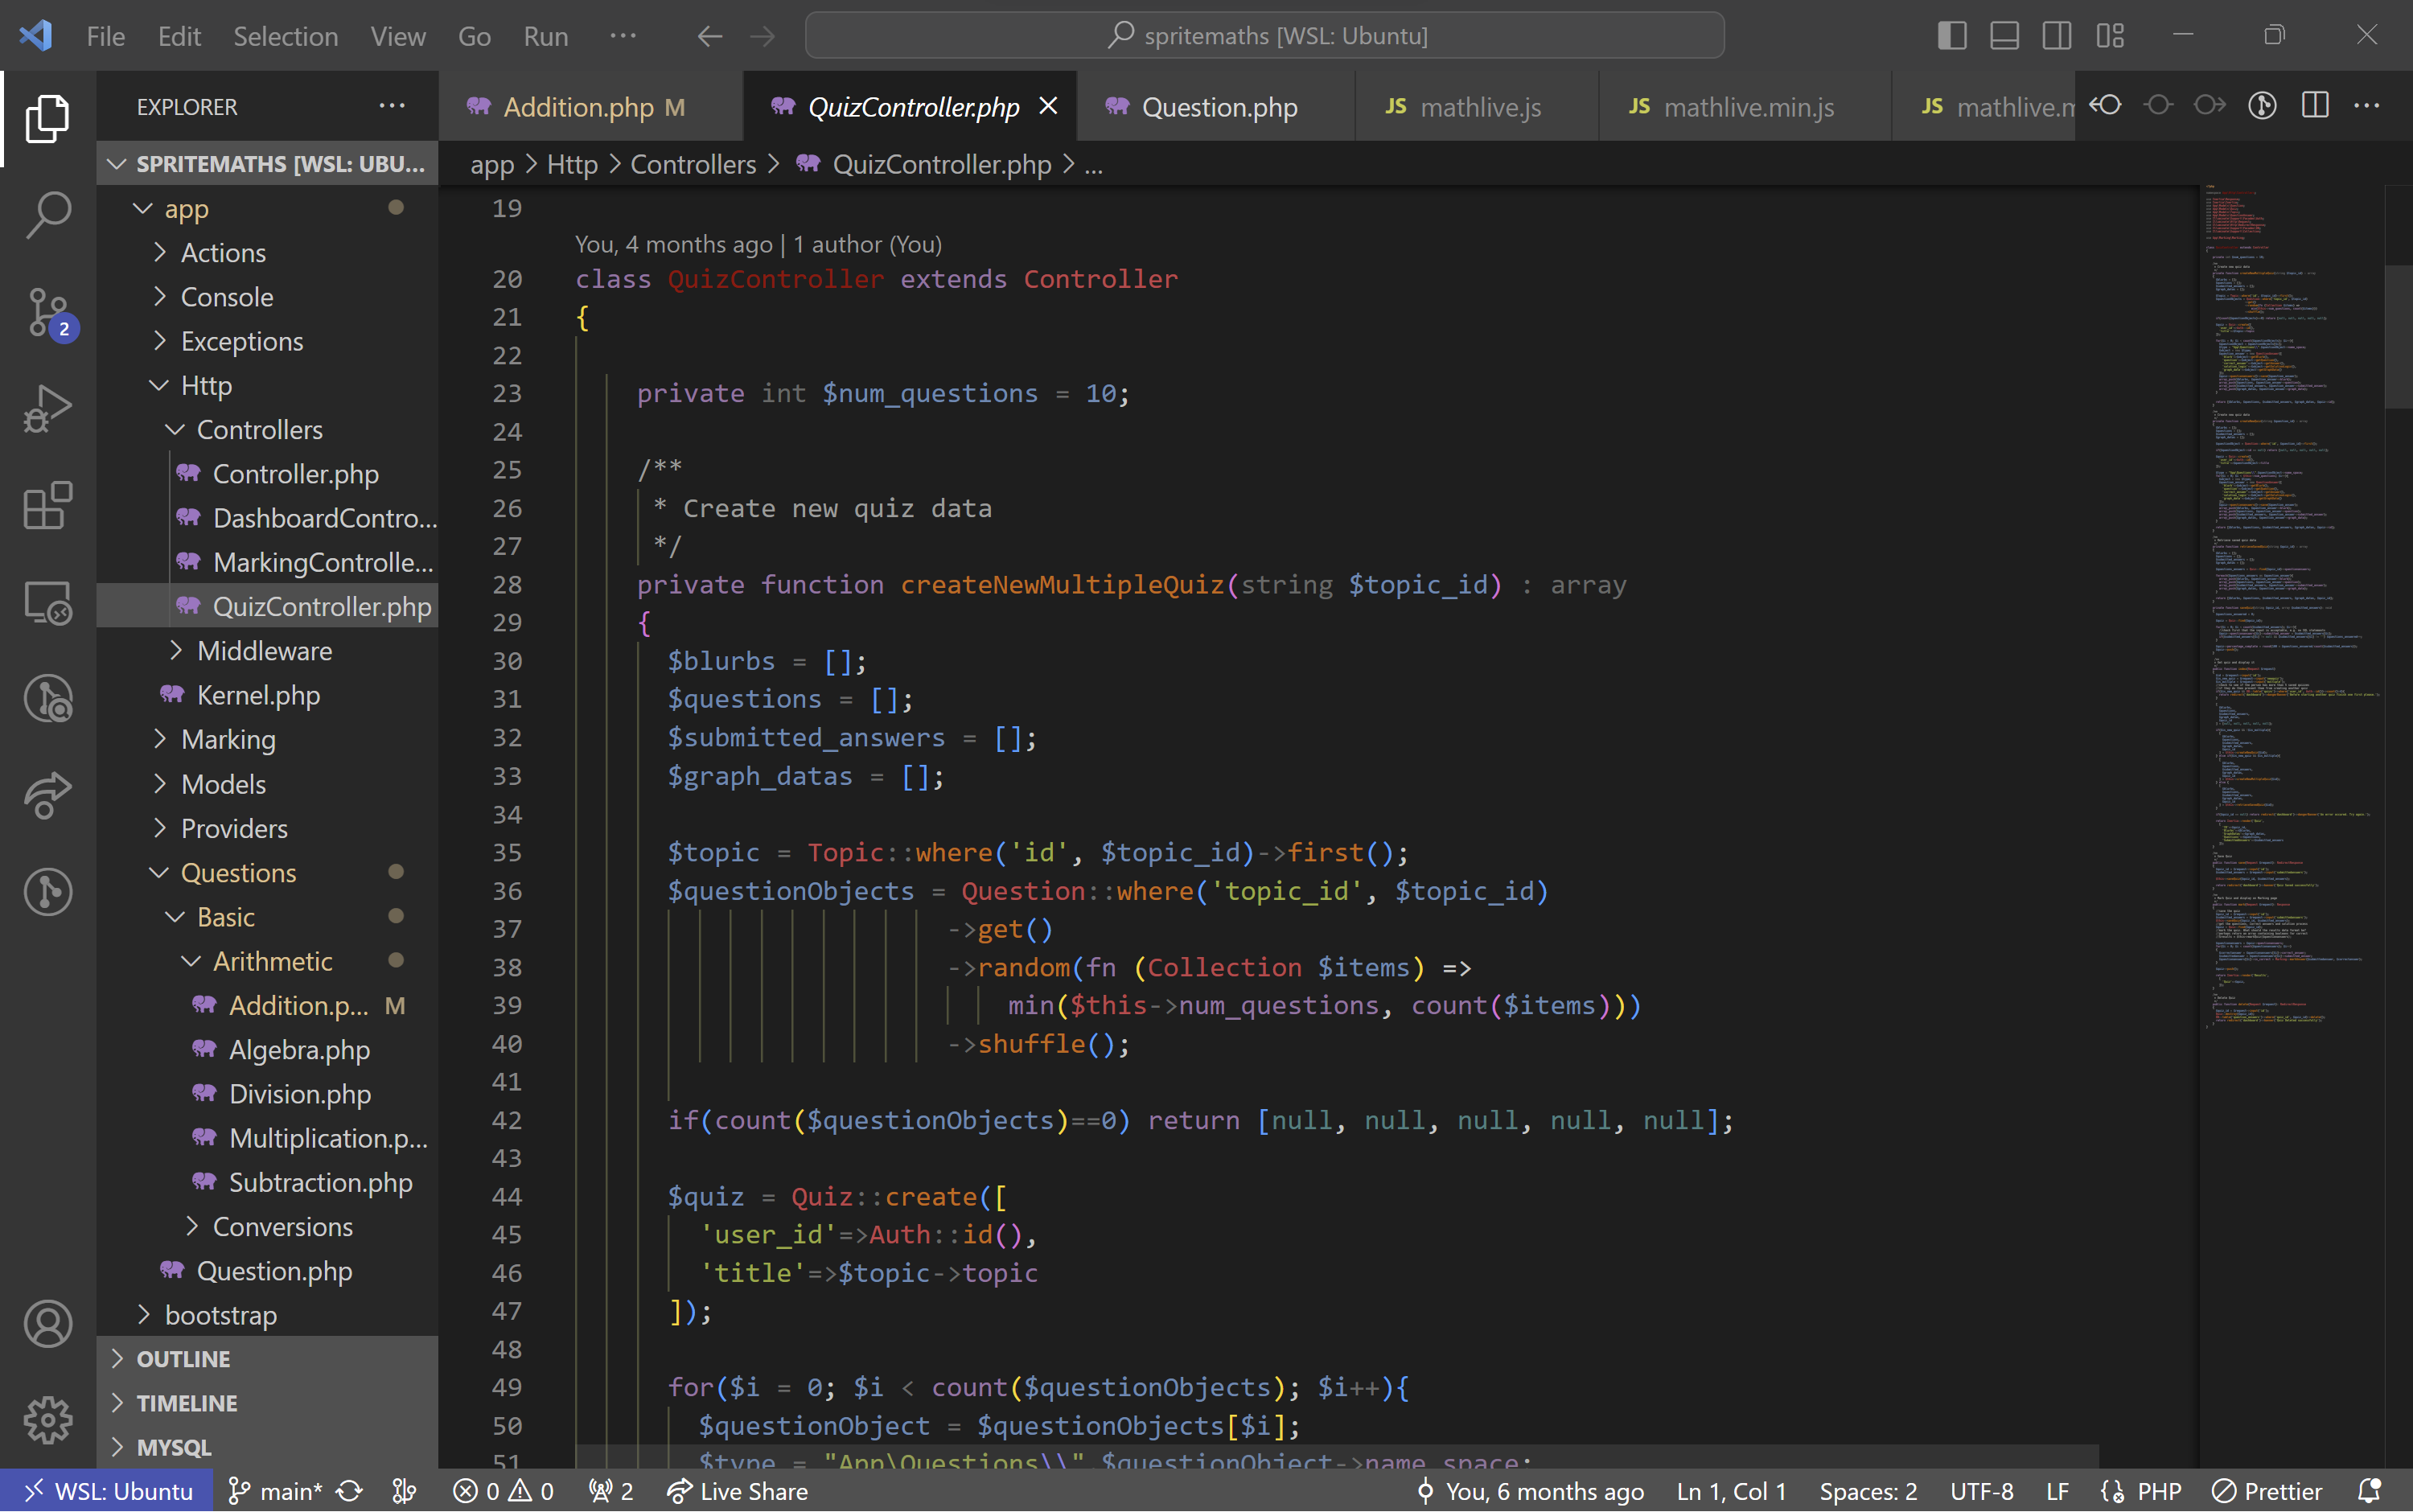 File Edit Selection View Go Run ···
spritemaths [WSL: Ubuntu]
EXPLORER ···
SPRITEMATHS [WSL: UBU...
app
Actions
Console
Exceptions
Http
Controllers
Controller.php
DashboardContro...
MarkingControlle...
QuizController.php
Middleware
Kernel.php
Marking
Models
Providers
Questions
Basic
Arithmetic
Addition.p... M
Algebra.php
Division.php
Multiplication.p...
Subtraction.php
Conversions
Question.php
bootstrap
OUTLINE
TIMELINE
MYSQL
2
Addition.php M
QuizController.php
Question.php
JS mathlive.js
JS mathlive.min.js
JS mathlive.m
app > Http > Controllers > QuizController.php > ...
19
You, 4 months ago | 1 author (You)
20 class QuizController extends Controller
21 {
22
23 private int $num_questions = 10;
24
25 /**
26 * Create new quiz data
27 */
28 private function createNewMultipleQuiz(string $topic_id) : array
29 {
30 $blurbs = [];
31 $questions = [];
32 $submitted_answers = [];
33 $graph_datas = [];
34
35 $topic = Topic::where('id', $topic_id)->first();
36 $questionObjects = Question::where('topic_id', $topic_id)
37 ->get()
38 ->random(fn (Collection $items) =>
39 min($this->num_questions, count($items)))
40 ->shuffle();
41
42 if(count($questionObjects)==0) return [null, null, null, null, null];
43
44 $quiz = Quiz::create([
45 'user_id'=>Auth::id(),
46 'title'=>$topic->topic
47 ]);
48
49 for($i = 0; $i < count($questionObjects); $i++){
50 $questionObject = $questionObjects[$i];
51 $type = "App\Questions\\".$questionObject->name_space;
WSL: Ubuntu main* 0 0 2 Live Share You, 6 months ago Ln 1, Col 1 Spaces: 2 UTF-8 LF PHP Prettier